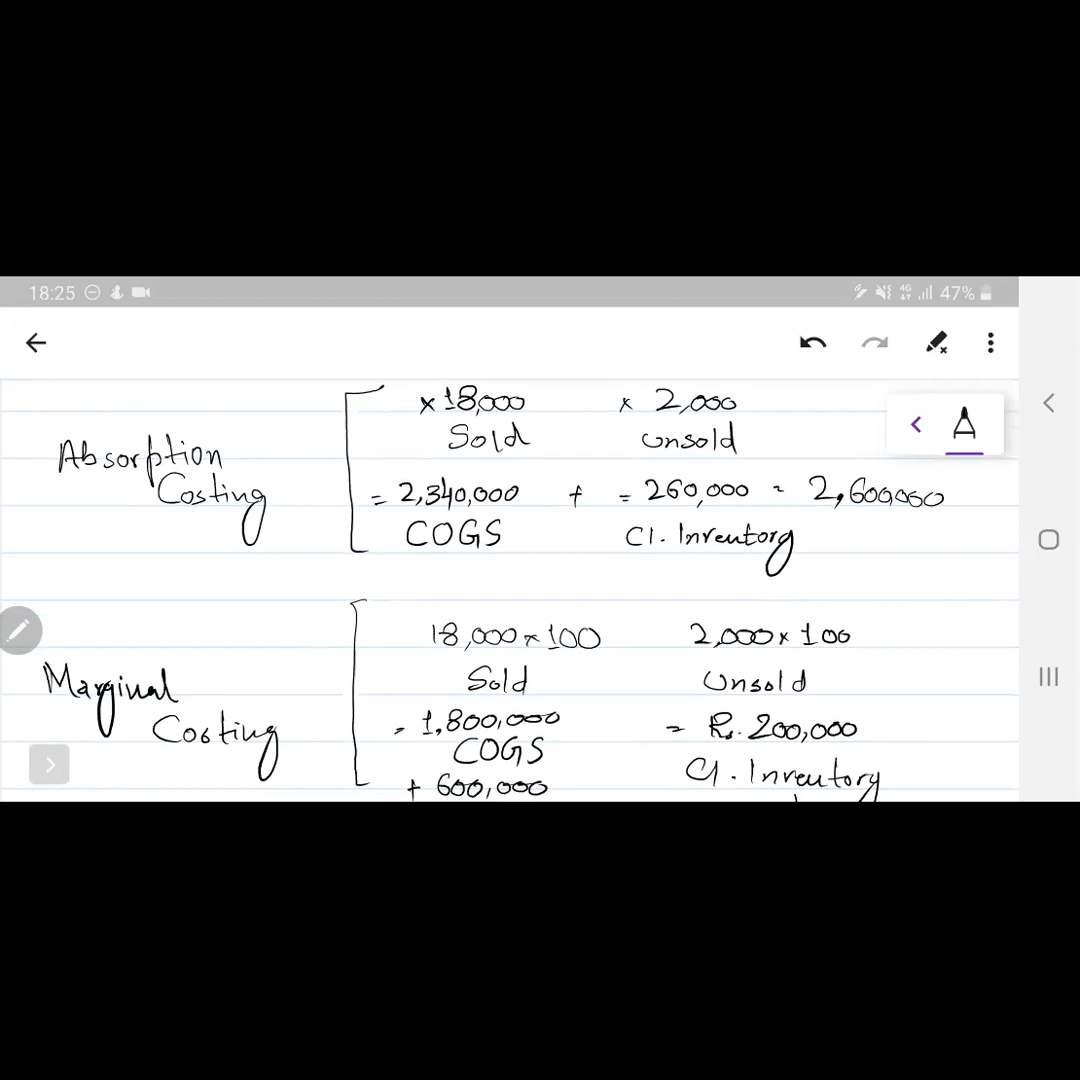 18:25 4G 47%
× 18,000 × 2,000
Sold unsold
Absorption
Costing
= 2,340,000 + = 260,000 = 2,600,000
COGS Cl. Inventory
18,000 × 100 2,000 × 100
Marginal
Sold Unsold
Costing
= 1,800,000 = Rs. 200,000
COGS
Cl. Inventory
+ 600,000